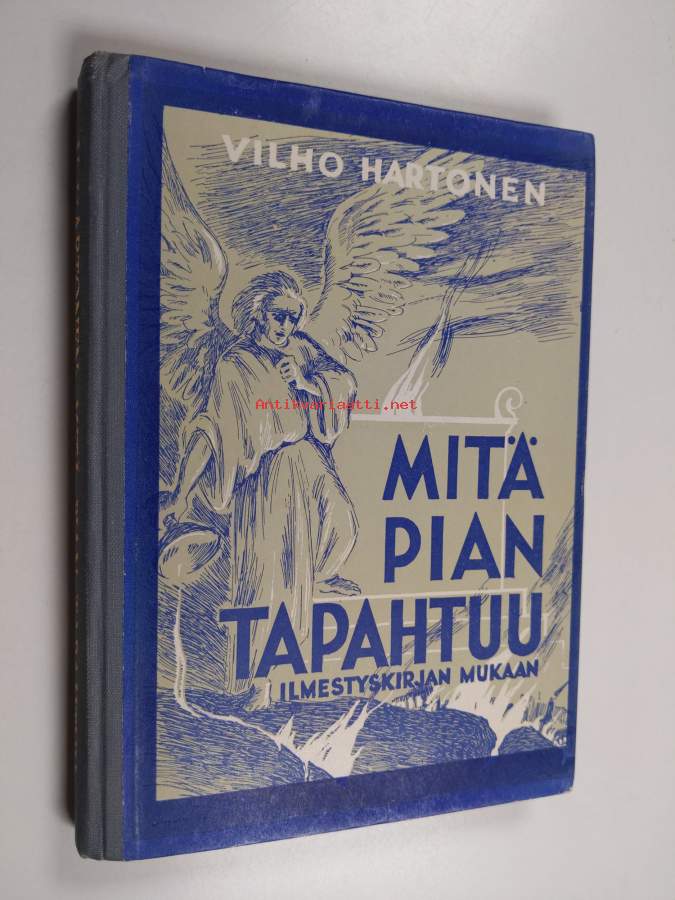 VILHO HARTONEN
Antikvariaatti.net
MITÄ
PIAN
TAPAHTUU
ILMESTYSKIRJAN MUKAAN